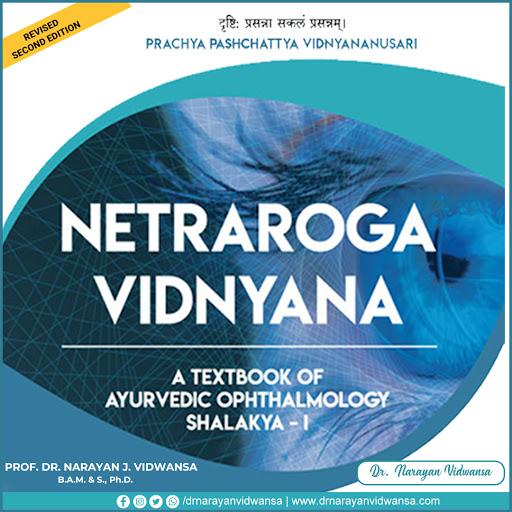 REVISED
SECOND EDITION
दृष्टिः प्रसन्ना सकलं प्रसन्नम्।
PRACHYA PASHCHATTYA VIDNYANANUSARI
NETRAROGA
VIDNYANA
A TEXTBOOK OF
AYURVEDIC OPHTHALMOLOGY
SHALAKYA - I
PROF. DR. NARAYAN J. VIDWANSA
B.A.M. & S., Ph.D.
Dr. Narayan Vidwansa
/drnarayanvidwansa | www.drnarayanvidwansa.com